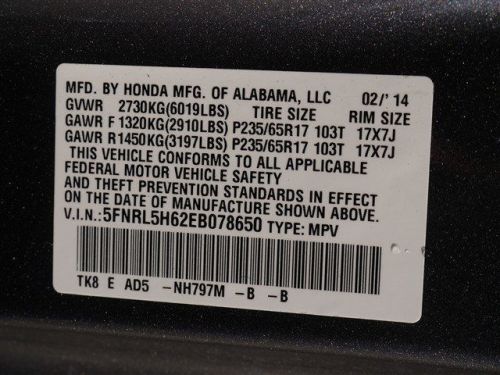 MFD. BY HONDA MFG. OF ALABAMA, LLC 02/'14
GVWR 2730KG(6019LBS) TIRE SIZE RIM SIZE
GAWR F 1320KG(2910LBS) P235/65R17 103T 17X7J
GAWR R1450KG(3197LBS) P235/65R17 103T 17X7J
THIS VEHICLE CONFORMS TO ALL APPLICABLE
FEDERAL MOTOR VEHICLE SAFETY
AND THEFT PREVENTION STANDARDS IN EFFECT
ON THE DATE OF MANUFACTURE SHOWN ABOVE.
V.I.N.: 5FNRL5H62EB078650 TYPE: MPV
TK8 E AD5 -NH797M -B -B